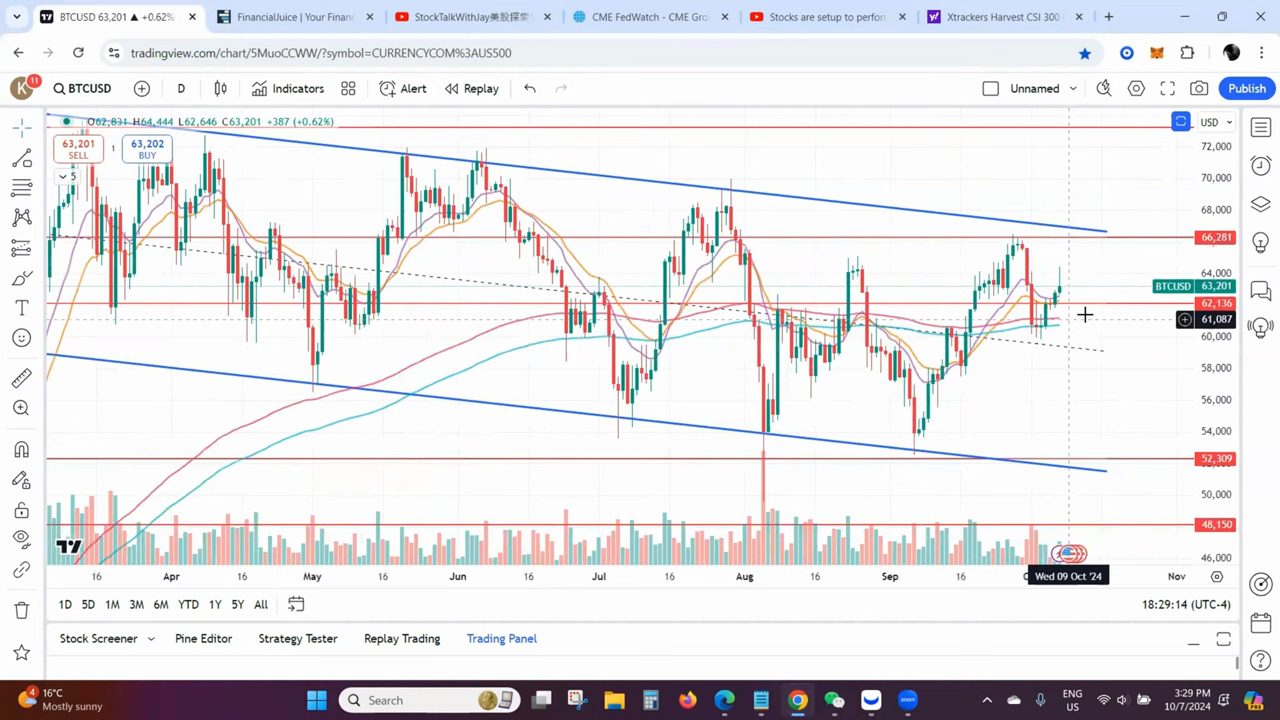 BTCUSD 63,201 ▲ +0.62%
FinancialJuice | Your Finan
StockTalkWithJay美股探索
CME FedWatch - CME Gro
Stocks are setup to perfor
Xtrackers Harvest CSI 300
tradingview.com/chart/5MuoCCWW/?symbol=CURRENCYCOM%3AUS500
K 11
BTCUSD
D
Indicators
Alert
Replay
Unnamed
Publish
O62,831 H64,444 L62,646 C63,201 +387 (+0.62%)
USD
63,201
SELL
1
63,202
BUY
5
72,000
70,000
68,000
66,281
64,000
BTCUSD 63,201
62,136
61,087
60,000
58,000
56,000
54,000
52,309
50,000
48,150
46,000
16 Apr 16 May 16 Jun 16 Jul 16 Aug 16 Sep 16 Wed 09 Oct '24 Nov
1D 5D 1M 3M 6M YTD 1Y 5Y All
18:29:14 (UTC-4)
Stock Screener Pine Editor Strategy Tester Replay Trading Trading Panel
4
16°C
Mostly sunny
Search
ENG
US
3:29 PM
10/7/2024